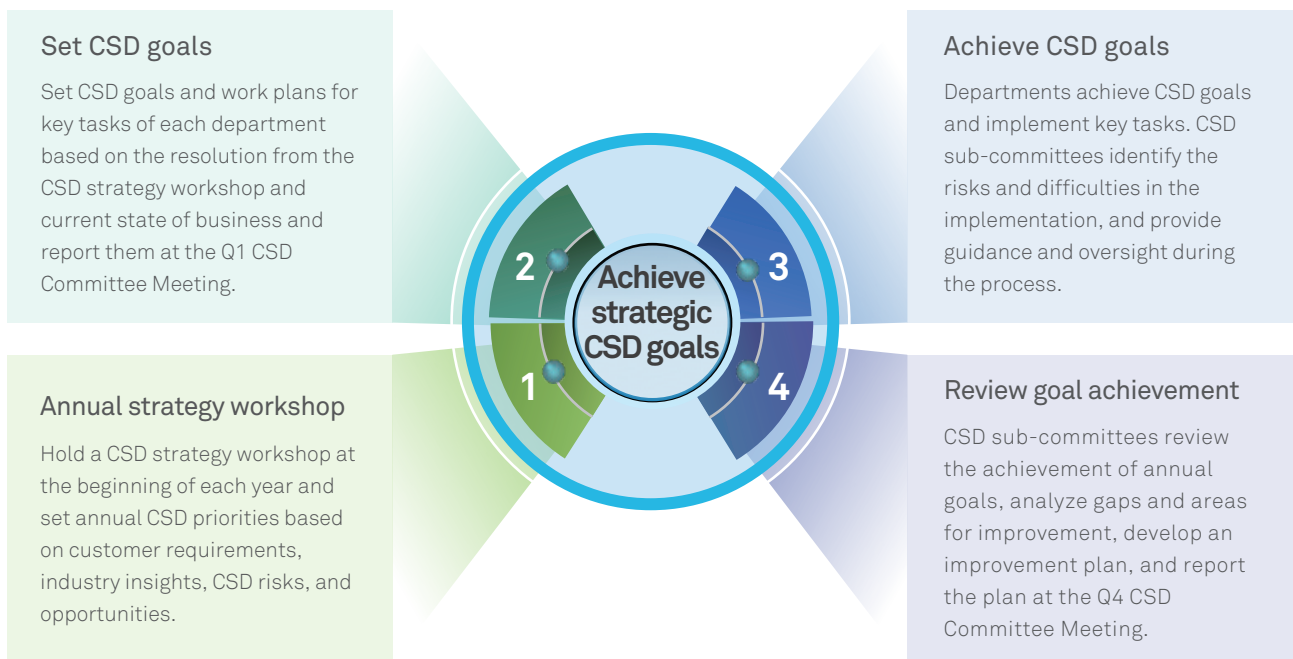 Set CSD goals
Set CSD goals and work plans for
key tasks of each department
based on the resolution from the
CSD strategy workshop and
current state of business and
report them at the Q1 CSD
Committee Meeting.
Achieve CSD goals
Departments achieve CSD goals
and implement key tasks. CSD
sub-committees identify the
risks and difficulties in the
implementation, and provide
guidance and oversight during
the process.
2
3
Achieve
strategic
CSD goals
1
4
Annual strategy workshop
Hold a CSD strategy workshop at
the beginning of each year and
set annual CSD priorities based
on customer requirements,
industry insights, CSD risks, and
opportunities.
Review goal achievement
CSD sub-committees review
the achievement of annual
goals, analyze gaps and areas
for improvement, develop an
improvement plan, and report
the plan at the Q4 CSD
Committee Meeting.